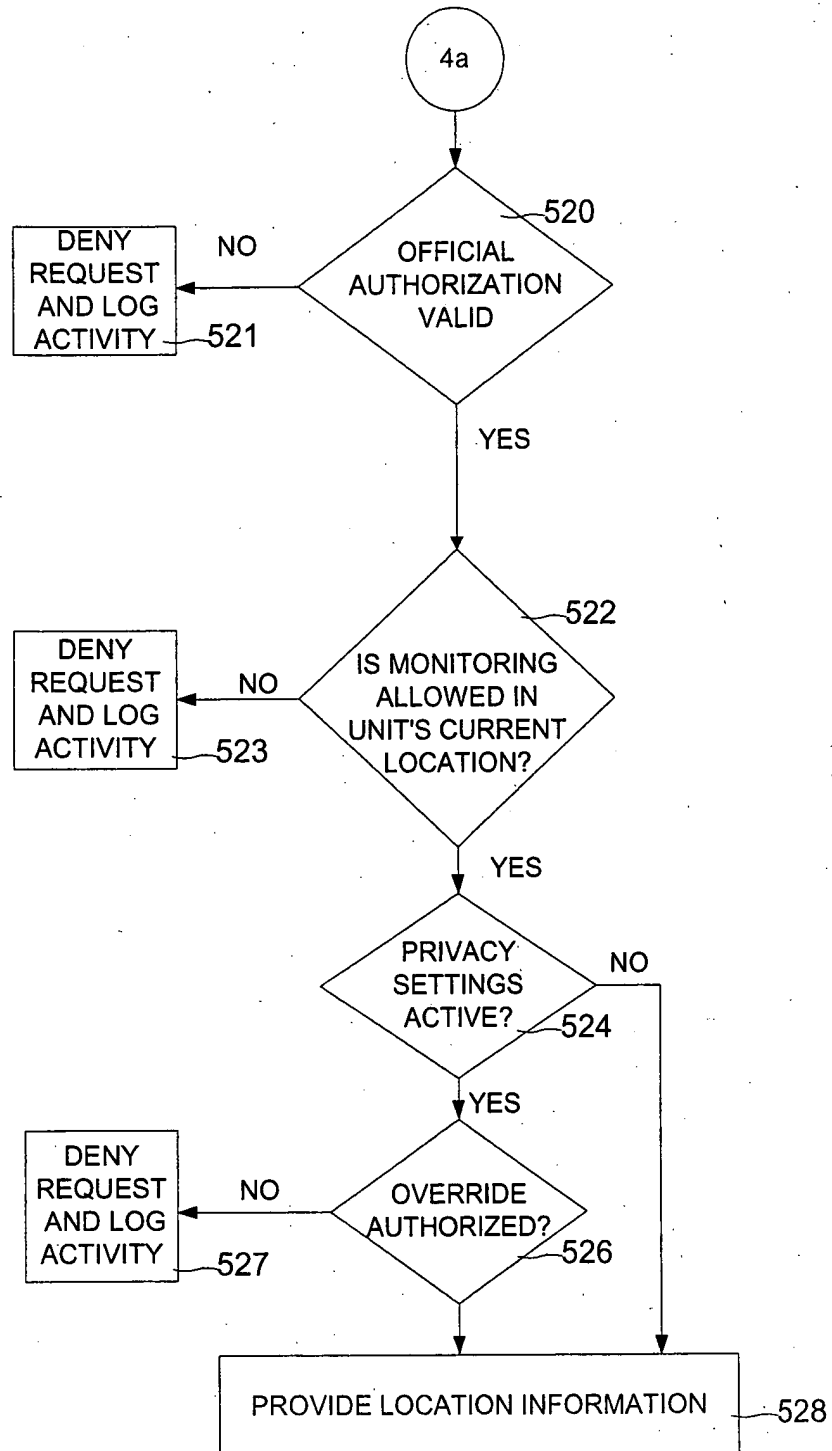 4a
520
OFFICIAL
AUTHORIZATION
VALID
NO
DENY
REQUEST
AND LOG
ACTIVITY
521
YES
522
IS MONITORING
ALLOWED IN
UNIT'S CURRENT
LOCATION?
NO
DENY
REQUEST
AND LOG
ACTIVITY
523
YES
PRIVACY
SETTINGS
ACTIVE?
524
NO
YES
OVERRIDE
AUTHORIZED?
526
NO
DENY
REQUEST
AND LOG
ACTIVITY
527
PROVIDE LOCATION INFORMATION
528